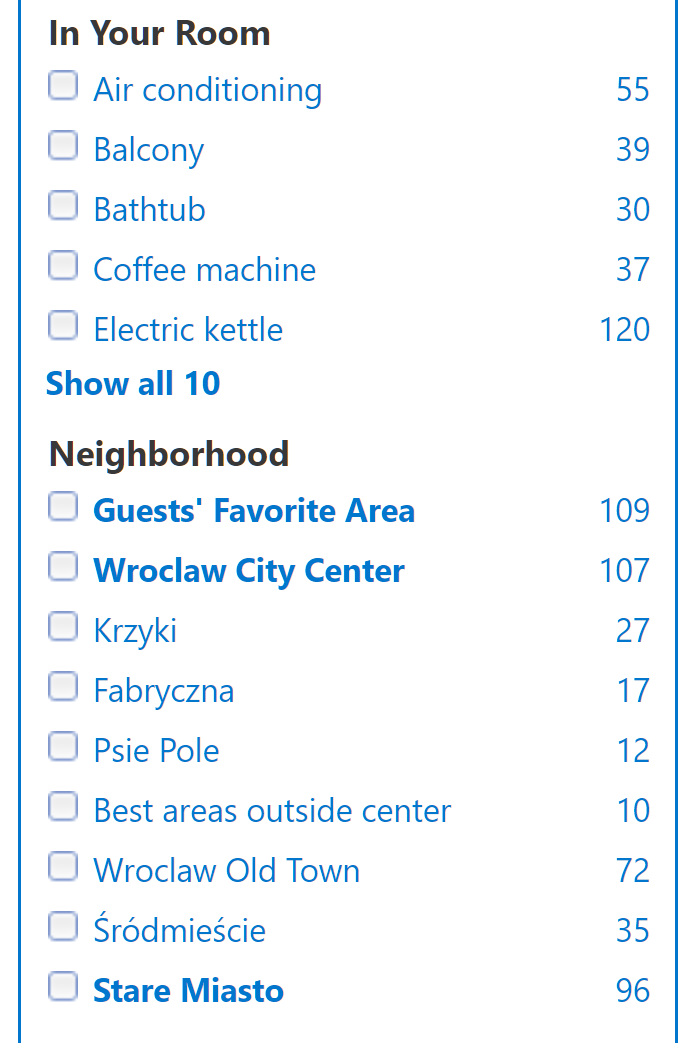 In Your Room
Air conditioning 55
Balcony 39
Bathtub 30
Coffee machine 37
Electric kettle 120
Show all 10
Neighborhood
Guests' Favorite Area 109
Wroclaw City Center 107
Krzyki 27
Fabryczna 17
Psie Pole 12
Best areas outside center 10
Wroclaw Old Town 72
Śródmieście 35
Stare Miasto 96